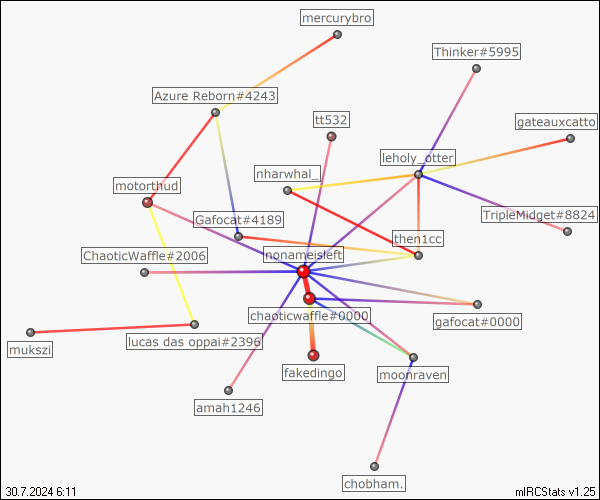 mercurybro
Thinker#5995
Azure Reborn#4243
tt532
gateauxcatto
leholy_otter
nharwhal_
motorthud
Gafocat#4189
TripleMidget#8824
then1cc
ChaoticWaffle#2006
nonameisleft
chaoticwaffle#0000
gafocat#0000
lucas das oppai#2396
mukszi
fakedingo
moonraven
amah1246
chobham.
30.7.2024 6:11
mIRCStats v1.25